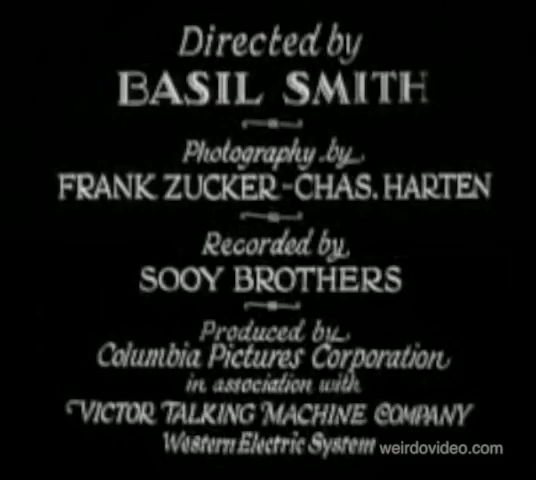 Directed by
BASIL SMITH
Photography by
FRANK ZUCKER-CHAS. HARTEN
Recorded by
SOOY BROTHERS
Produced by
Columbia Pictures Corporation
in association with
VICTOR TALKING MACHINE COMPANY
Western Electric System weirdovideo.com